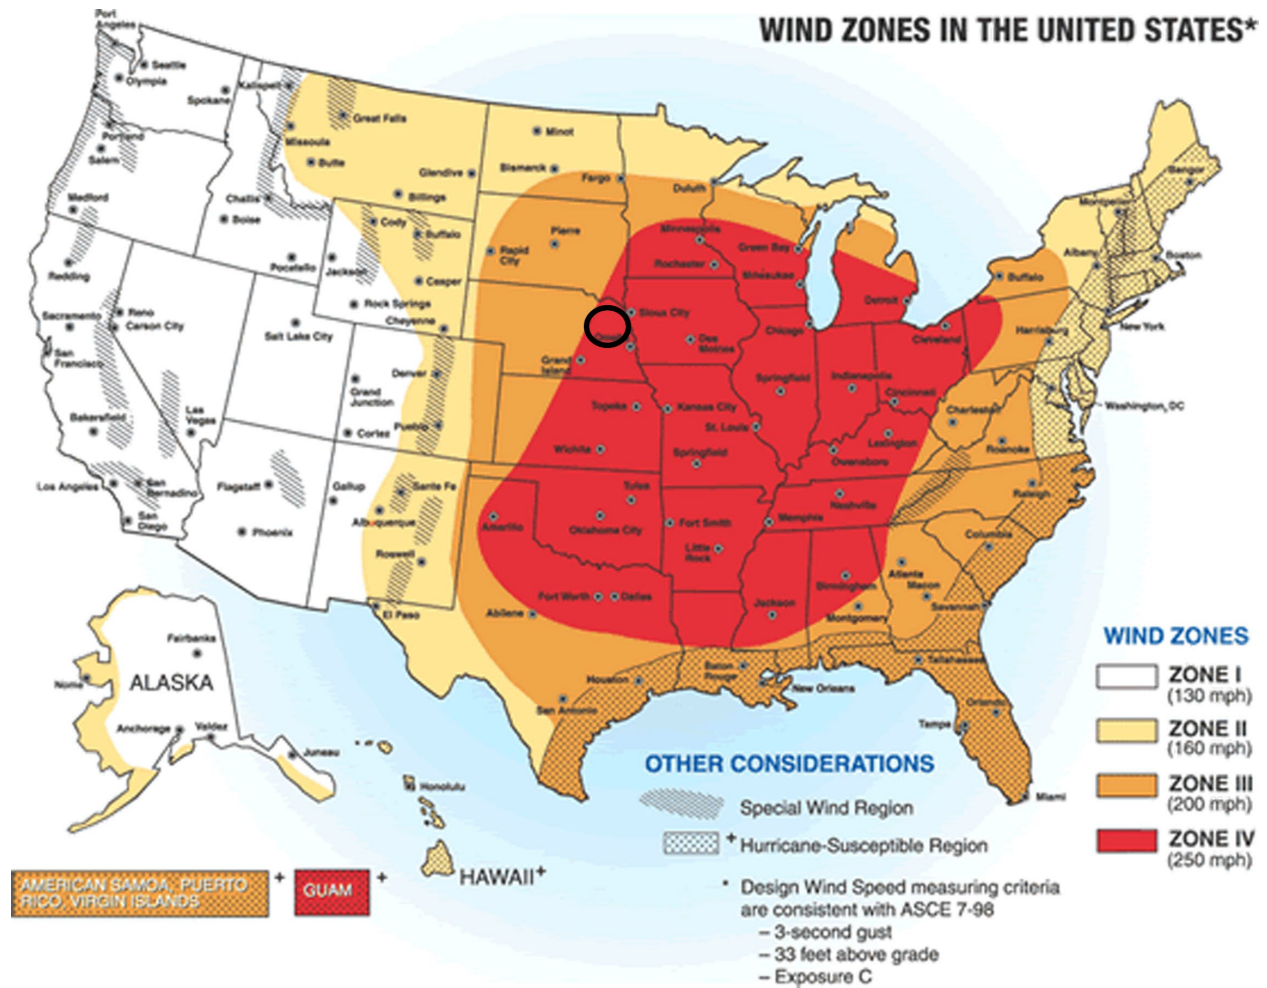 WIND ZONES IN THE UNITED STATES*
Port
Angeles
Seattle
Olympia
Spokane
Kalispell
Great Falls
Minot
Portland
Salem
Missoula
Butte
Glendive
Bismarck
Fargo
Duluth
Bangor
Medford
Challis
Boise
Billings
Montpelier
Cody
Buffalo
Pierre
Rapid
City
Minneapolis
Green Bay
Albany
Boston
Redding
Pocatello
Jackson
Casper
Rochester
Milwaukee
Buffalo
Sacramento
Reno
Carson City
Rock Springs
Cheyenne
Sioux City
Detroit
San
Francisco
Salt Lake City
Des
Moines
Chicago
Cleveland
Harrisburg
New York
Grand
Junction
Denver
Grand
Island
Springfield
Indianapolis
Cincinnati
Washington, DC
Bakersfield
Las
Vegas
Cortez
Pueblo
Topeka
Kansas City
St. Louis
Charleston
Wichita
Springfield
Lexington
Owensboro
Roanoke
Los Angeles
San
Bernadino
Flagstaff
Gallup
Sante Fe
Tulsa
Nashville
Raleigh
San
Diego
Phoenix
Albuquerque
Amarillo
Oklahoma City
Fort Smith
Memphis
Columbia
Roswell
Little
Rock
Atlanta
Birmingham
Macon
El Paso
Abilene
Fort Worth
Dallas
Jackson
Montgomery
Savannah
Fairbanks
ALASKA
Nome
Anchorage
Valdez
Juneau
Houston
San Antonio
Baton
Rouge
New Orleans
Tallahassee
Orlando
Tampa
Miami
Honolulu
HAWAII+
AMERICAN SAMOA, PUERTO
RICO, VIRGIN ISLANDS
+
GUAM
+
OTHER CONSIDERATIONS
Special Wind Region
+ Hurricane-Susceptible Region
* Design Wind Speed measuring criteria
are consistent with ASCE 7-98
– 3-second gust
– 33 feet above grade
– Exposure C
WIND ZONES
ZONE I
(130 mph)
ZONE II
(160 mph)
ZONE III
(200 mph)
ZONE IV
(250 mph)